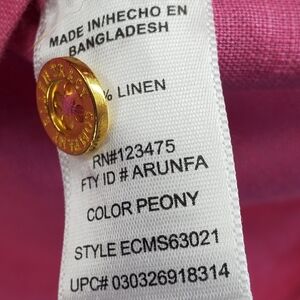 MADE IN/HECHO EN
BANGLADESH
% LINEN
RN#123475
FTY ID # ARUNFA
COLOR PEONY
STYLE ECMS63021
UPC# 030326918314